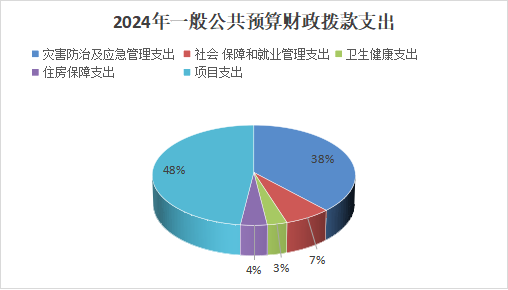 2024年一般公共预算财政拨款支出
灾害防治及应急管理支出 社会 保障和就业管理支出 卫生健康支出
住房保障支出 项目支出
48%
38%
7%
3%
4%